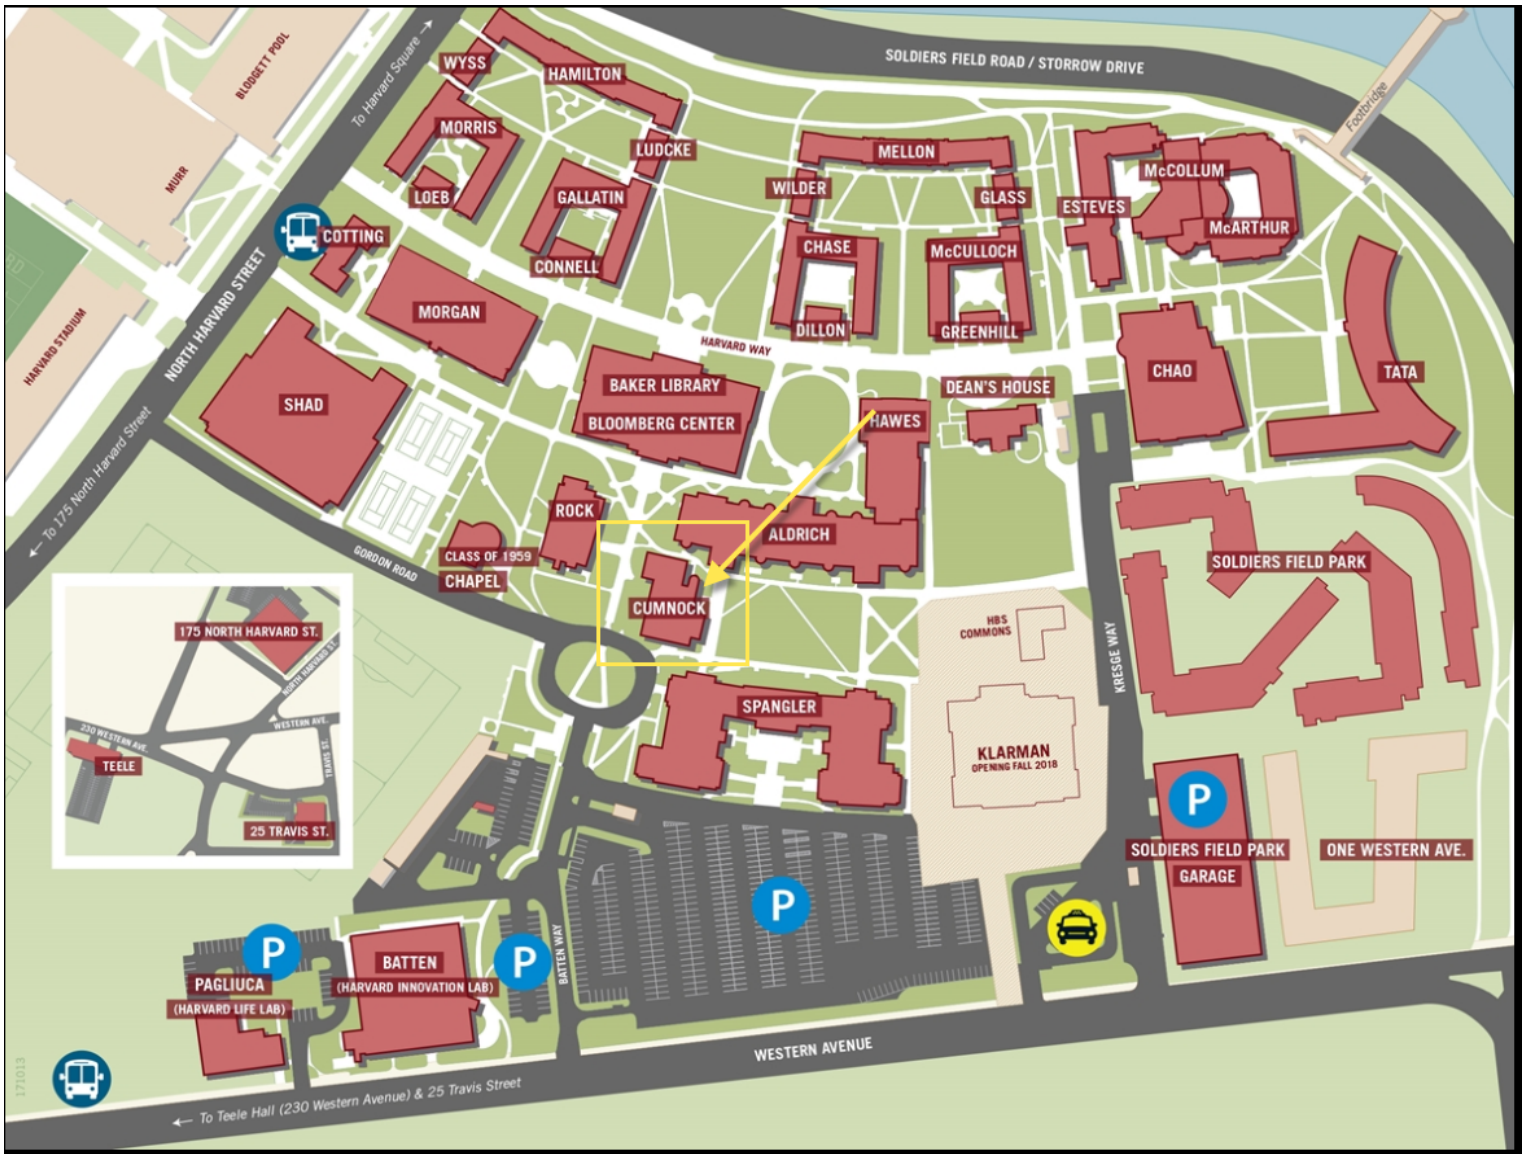 SOLDIERS FIELD ROAD / STORROW DRIVE
BLODGETT POOL
To Harvard Square
WYSS
HAMILTON
Footbridge
MORRIS
LUDCKE
MELLON
McCOLLUM
MURR
WILDER
GLASS
LOEB
GALLATIN
ESTEVES
McARTHUR
COTTING
CHASE
McCULLOCH
CONNELL
MORGAN
DILLON
GREENHILL
NORTH HARVARD STREET
HARVARD STADIUM
HARVARD WAY
CHAO
TATA
SHAD
BAKER LIBRARY
BLOOMBERG CENTER
DEAN'S HOUSE
HAWES
To 175 North Harvard Street
ROCK
ALDRICH
CLASS OF 1959
CHAPEL
GORDON ROAD
SOLDIERS FIELD PARK
CUMNOCK
HBS
COMMONS
175 NORTH HARVARD ST.
NORTH HARVARD ST.
KRESGE WAY
SPANGLER
WESTERN AVE.
230 WESTERN AVE.
TRAVIS ST.
TEELE
KLARMAN
OPENING FALL 2018
25 TRAVIS ST.
P
SOLDIERS FIELD PARK
GARAGE
ONE WESTERN AVE.
P
P
P
BATTEN WAY
BATTEN
(HARVARD INNOVATION LAB)
PAGLIUCA
(HARVARD LIFE LAB)
WESTERN AVENUE
171013
To Teele Hall (230 Western Avenue) & 25 Travis Street